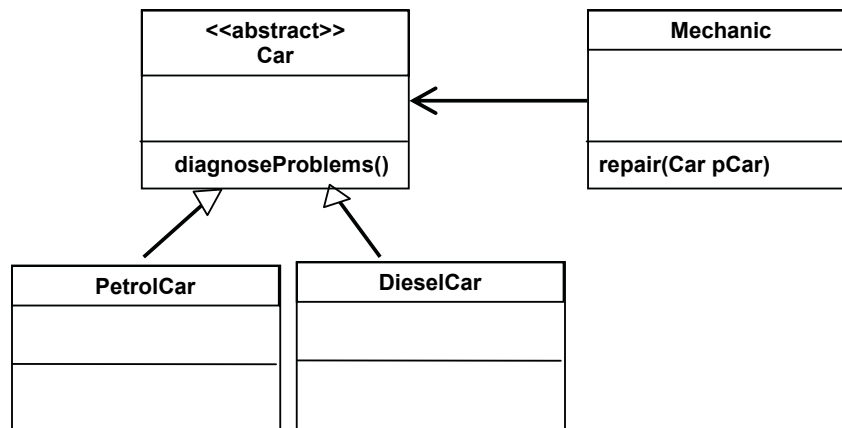 <<abstract>>
Car
diagnoseProblems()
Mechanic
repair(Car pCar)
PetrolCar
DieselCar